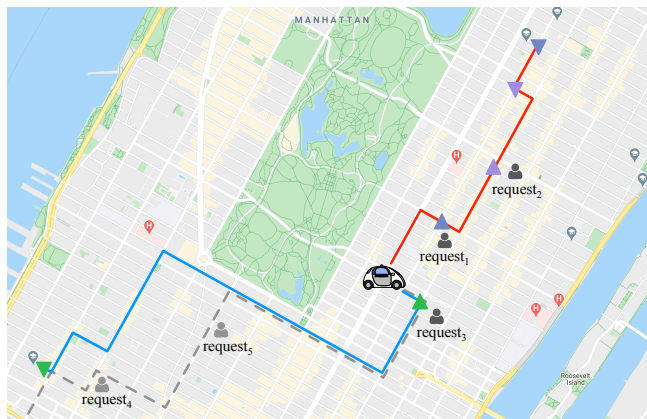 MANHATTAN
H
request2
request1
H
H
request3
request5
request4
Roosevelt
Island